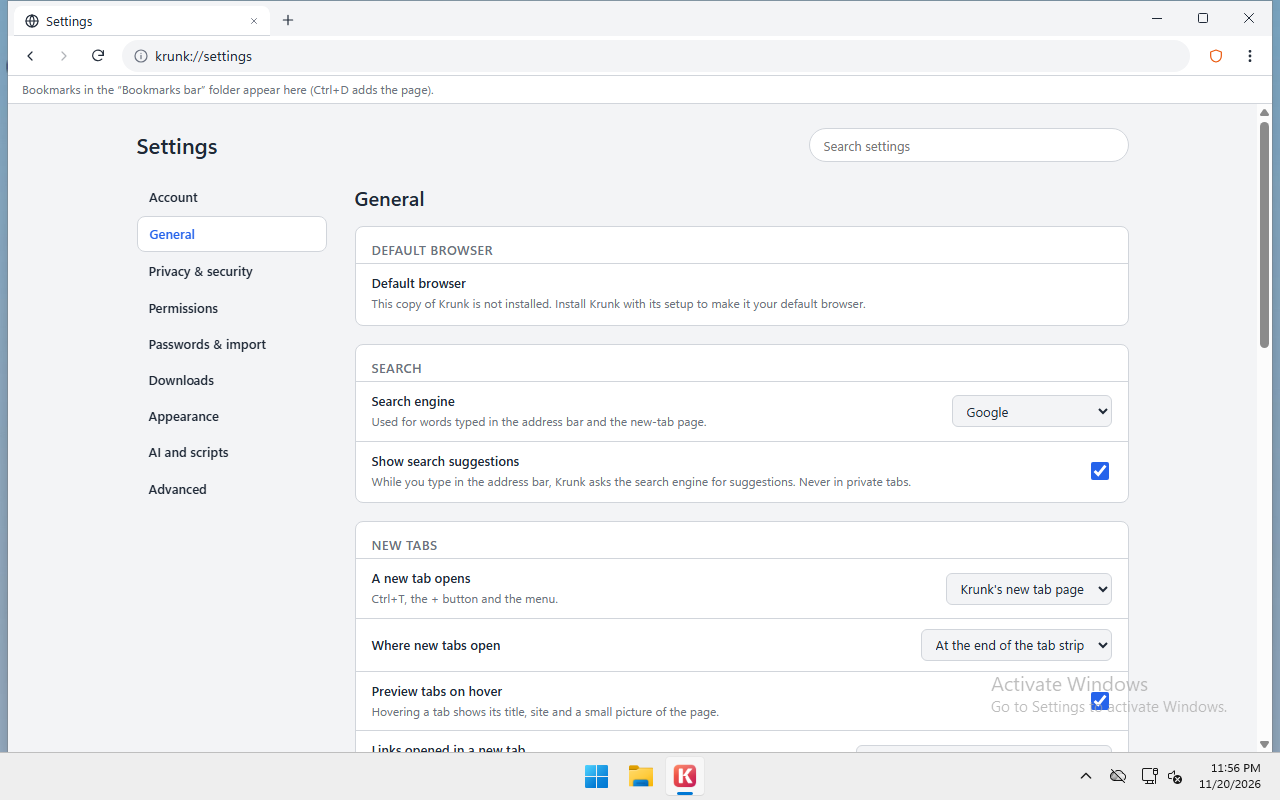 Settings
krunk://settings
Bookmarks in the "Bookmarks bar" folder appear here (Ctrl+D adds the page).
Settings
Search settings
Account
General
Privacy & security
Permissions
Passwords & import
Downloads
Appearance
AI and scripts
Advanced
General
DEFAULT BROWSER
Default browser
This copy of Krunk is not installed. Install Krunk with its setup to make it your default browser.
SEARCH
Search engine
Used for words typed in the address bar and the new-tab page.
Google
Show search suggestions
While you type in the address bar, Krunk asks the search engine for suggestions. Never in private tabs.
NEW TABS
A new tab opens
Ctrl+T, the + button and the menu.
Krunk's new tab page
Where new tabs open
At the end of the tab strip
Preview tabs on hover
Hovering a tab shows its title, site and a small picture of the page.
Links opened in a new tab
Activate Windows
Go to Settings to activate Windows.
K
11:56 PM
11/20/2026